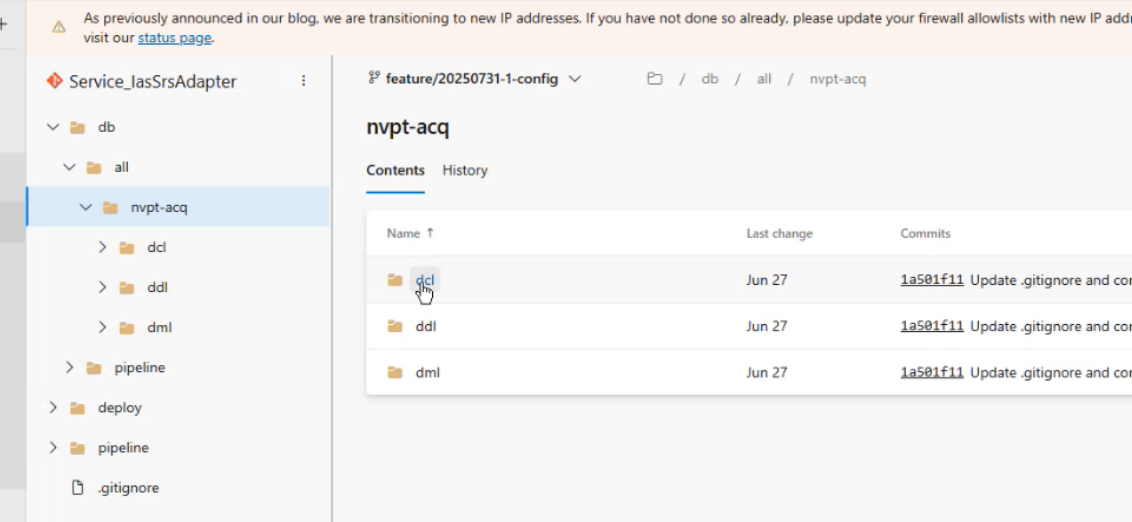 As previously announced in our blog, we are transitioning to new IP addresses. If you have not done so already, please update your firewall allowlists with new IP
visit our status page.
Service_IasSrsAdapter
feature/20250731-1-config
/ db / all / nvpt-acq
db
all
nvpt-acq
dcl
ddl
dml
pipeline
deploy
pipeline
.gitignore
nvpt-acq
Contents History
Name ↑ Last change Commits
dcl Jun 27 1a501f11 Update .gitignore and
ddl Jun 27 1a501f11 Update .gitignore and
dml Jun 27 1a501f11 Update .gitignore and